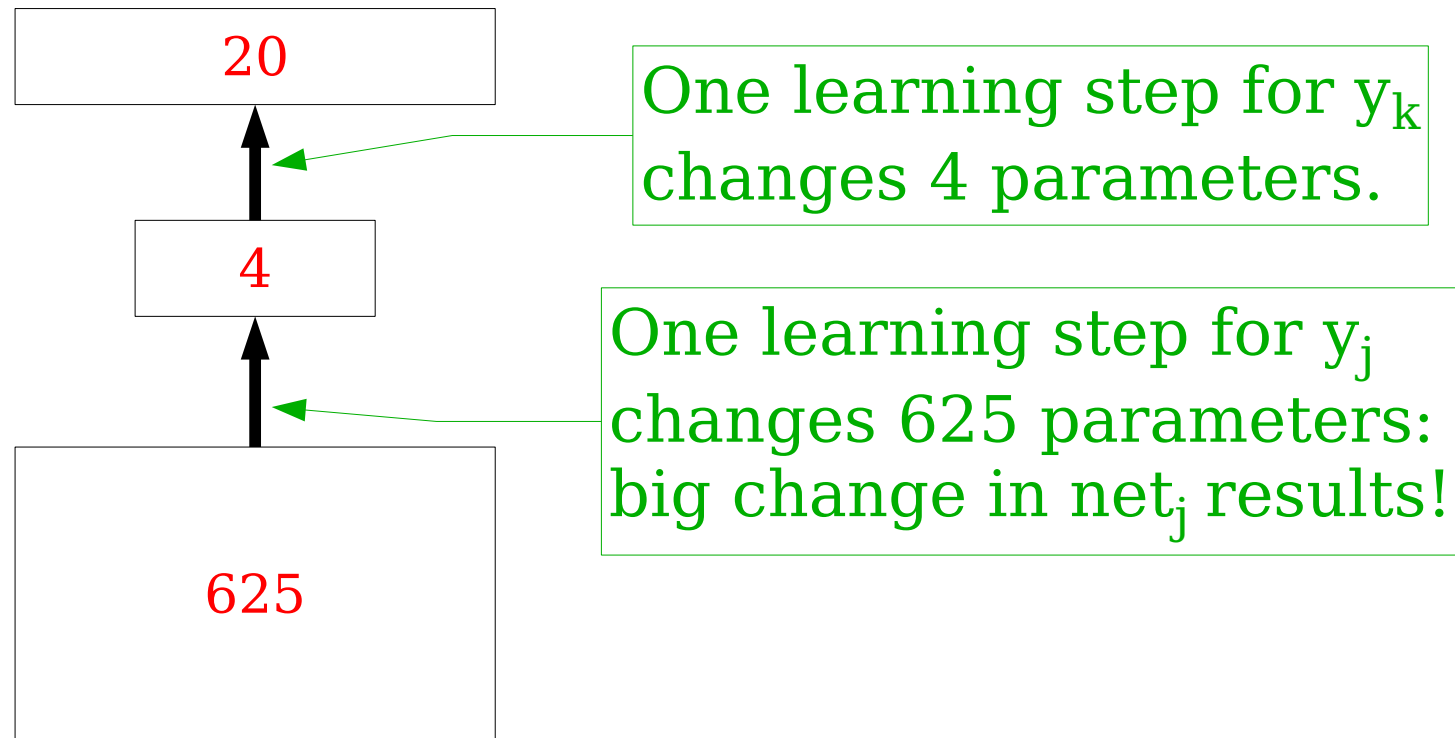 20
One learning step for yk
changes 4 parameters.
4
One learning step for yj
changes 625 parameters:
big change in netj results!
625